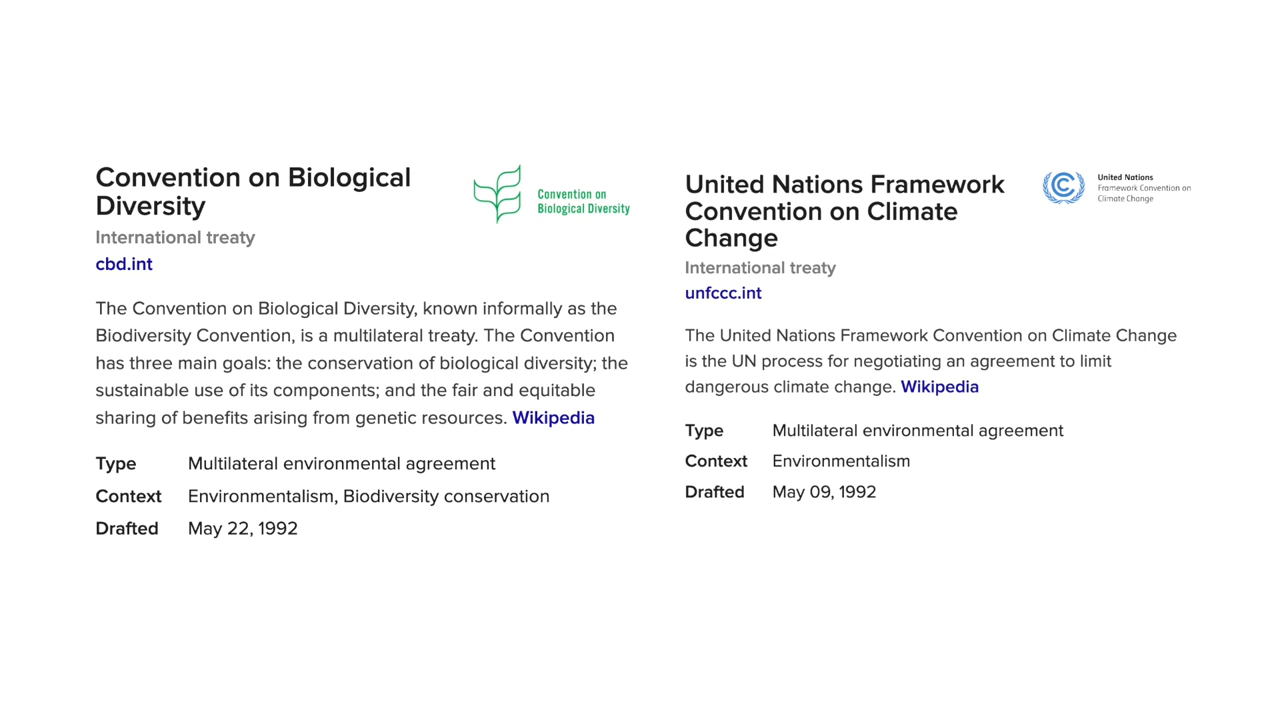 Convention on Biological
Diversity
International treaty
cbd.int
Convention on
Biological Diversity
The Convention on Biological Diversity, known informally as the
Biodiversity Convention, is a multilateral treaty. The Convention
has three main goals: the conservation of biological diversity; the
sustainable use of its components; and the fair and equitable
sharing of benefits arising from genetic resources. Wikipedia
Type Multilateral environmental agreement
Context Environmentalism, Biodiversity conservation
Drafted May 22, 1992
United Nations Framework
Convention on Climate
Change
International treaty
unfccc.int
United Nations
Framework Convention on
Climate Change
The United Nations Framework Convention on Climate Change
is the UN process for negotiating an agreement to limit
dangerous climate change. Wikipedia
Type Multilateral environmental agreement
Context Environmentalism
Drafted May 09, 1992